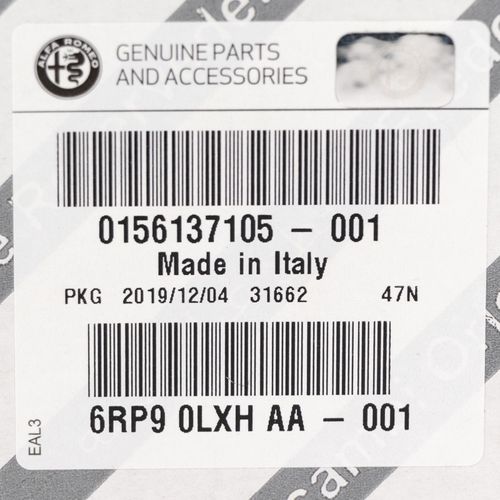 ALFA ROMEO
GENUINE PARTS
AND ACCESSORIES
0156137105 - 001
Made in Italy
PKG 2019/12/04 31662 47N
6RP9 0LXH AA - 001
EAL3